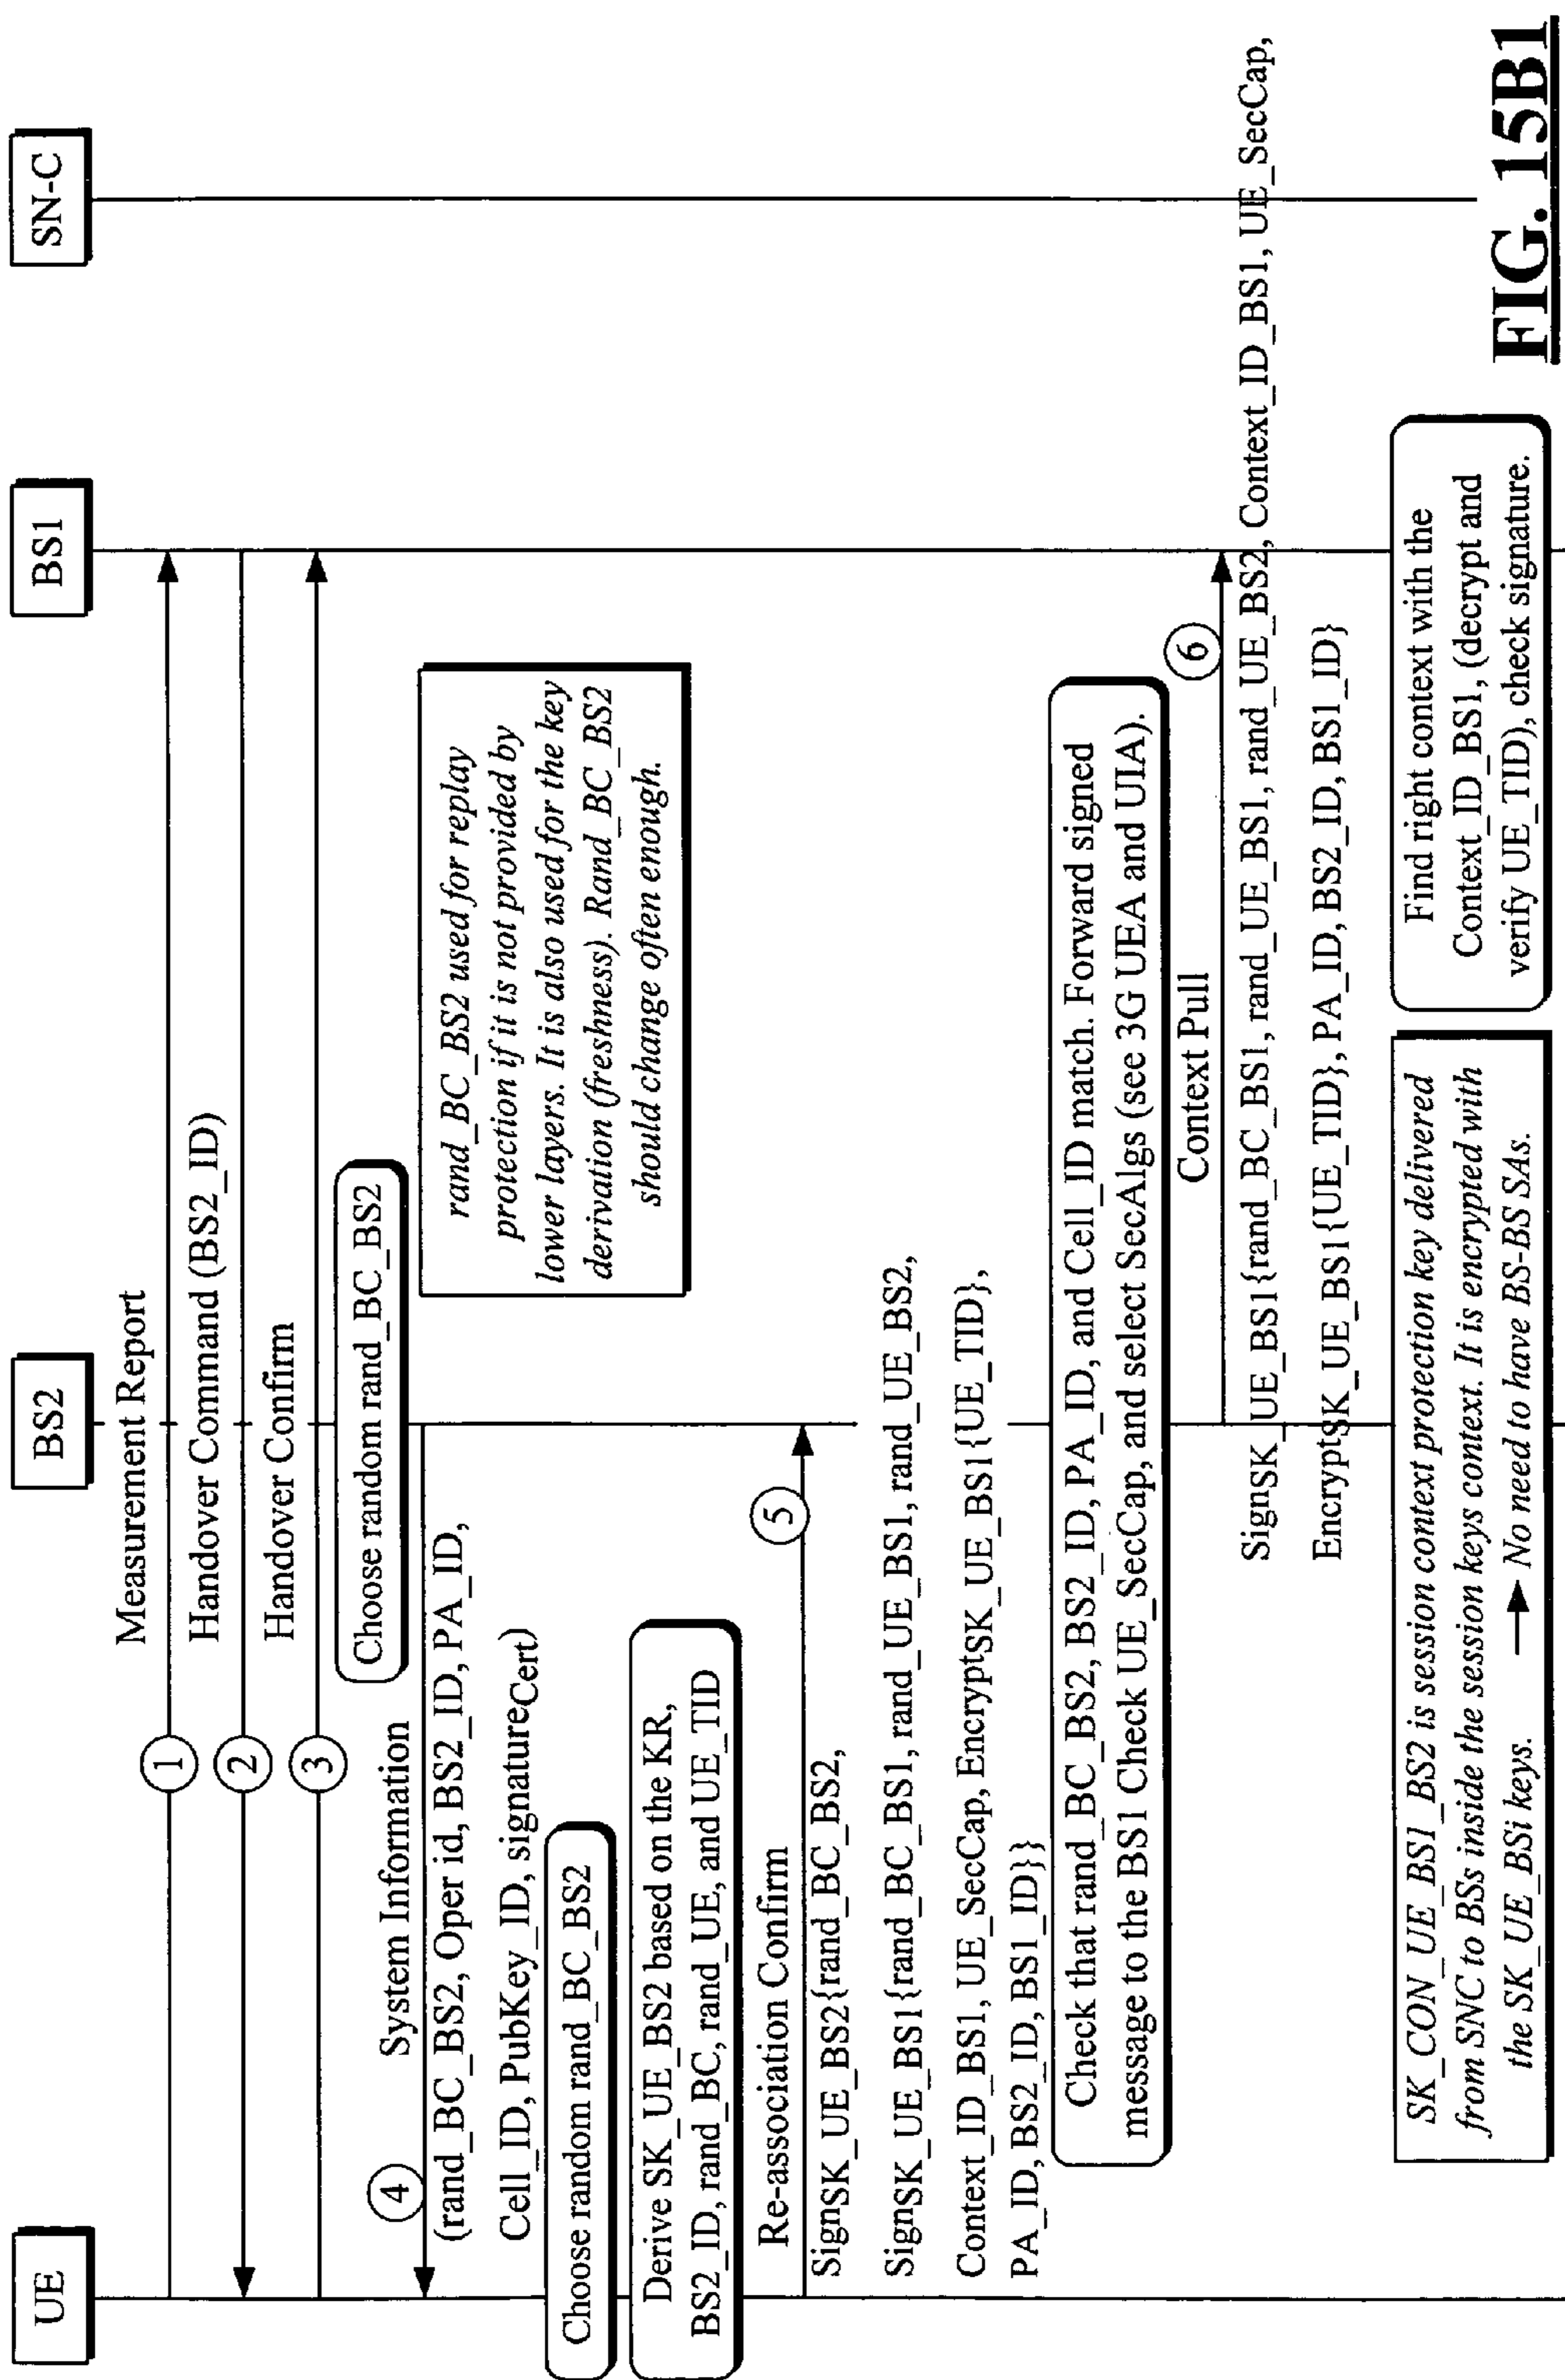 UE
BS2
BS1
SN-C
Measurement Report
1
Handover Command (BS2_ID)
2
Handover Confirm
3
Choose random rand_BC_BS2
System Information
4
(rand_BC_BS2, Oper id, BS2_ID, PA_ID,
Cell_ID, PubKey_ID, signatureCert)
rand_BC_BS2 used for replay
protection if it is not provided by
lower layers. It is also used for the key
derivation (freshness). Rand_BC_BS2
should change often enough.
Choose random rand_BC_BS2
Derive SK_UE_BS2 based on the KR,
BS2_ID, rand_BC, rand_UE, and UE_TID
Re-association Confirm
5
SignSK_UE_BS2{rand_BC_BS2,
SignSK_UE_BS1{rand_BC_BS1, rand_UE_BS1, rand_UE_BS2,
Context_ID_BS1, UE_SecCap, EncryptSK_UE_BS1{UE_TID},
PA_ID, BS2_ID, BS1_ID}}
Check that rand_BC_BS2, BS2_ID, PA_ID, and Cell_ID match. Forward signed
message to the BS1 Check UE_SecCap, and select SecAlgs (see 3G UEA and UIA).
Context Pull
6
SignSK_UE_BS1{rand_BC_BS1, rand_UE_BS1, rand_UE_BS2, Context_ID_BS1, UE_SecCap,
EncryptSK_UE_BS1{UE_TID}, PA_ID, BS2_ID, BS1_ID}
SK_CON_UE_BS1_BS2 is session context protection key delivered
from SNC to BSs inside the session keys context. It is encrypted with
the SK_UE_BSi keys. → No need to have BS-BS SAs.
Find right context with the
Context_ID_BS1, (decrypt and
verify UE_TID), check signature.
FIG. 15B1